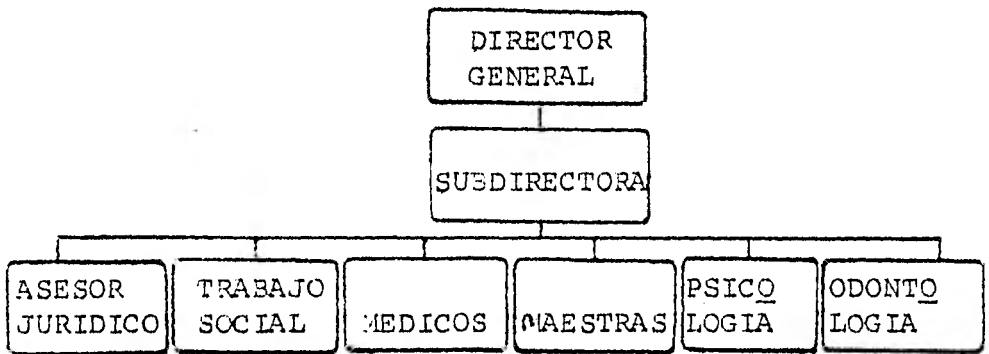 DIRECTOR
GENERAL
SUBDIRECTORA
ASESOR
JURIDICO
TRABAJO
SOCIAL
MEDICOS
MAESTRAS
PSICO
LOGIA
ODONTO
LOGIA